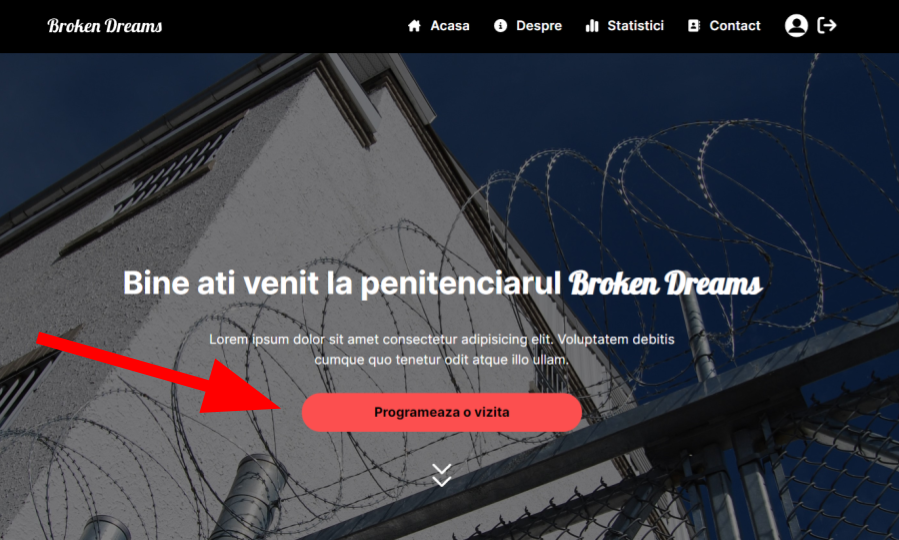 Broken Dreams
Acasa
Despre
Statistici
Contact
Bine ati venit la penitenciarul Broken Dreams
Lorem ipsum dolor sit amet consectetur adipisicing elit. Voluptatem debitis
cumque quo tenetur odit atque illo ullam.
Programeaza o vizita